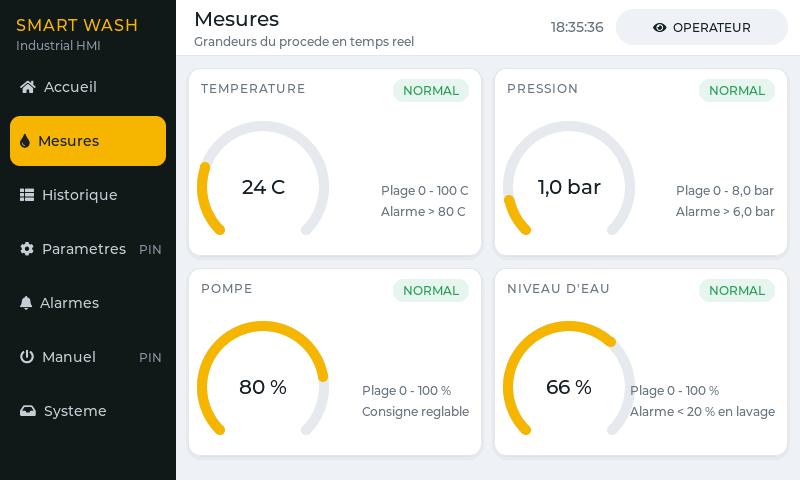 SMART WASH
Industrial HMI
Accueil
Mesures
Historique
Parametres PIN
Alarmes
Manuel PIN
Systeme
Mesures
Grandeurs du procede en temps reel
18:35:36
OPERATEUR
TEMPERATURE
NORMAL
24 C
Plage 0 - 100 C
Alarme > 80 C
PRESSION
NORMAL
1,0 bar
Plage 0 - 8,0 bar
Alarme > 6,0 bar
POMPE
NORMAL
80 %
Plage 0 - 100 %
Consigne reglable
NIVEAU D'EAU
NORMAL
66 %
Plage 0 - 100 %
Alarme < 20 % en lavage